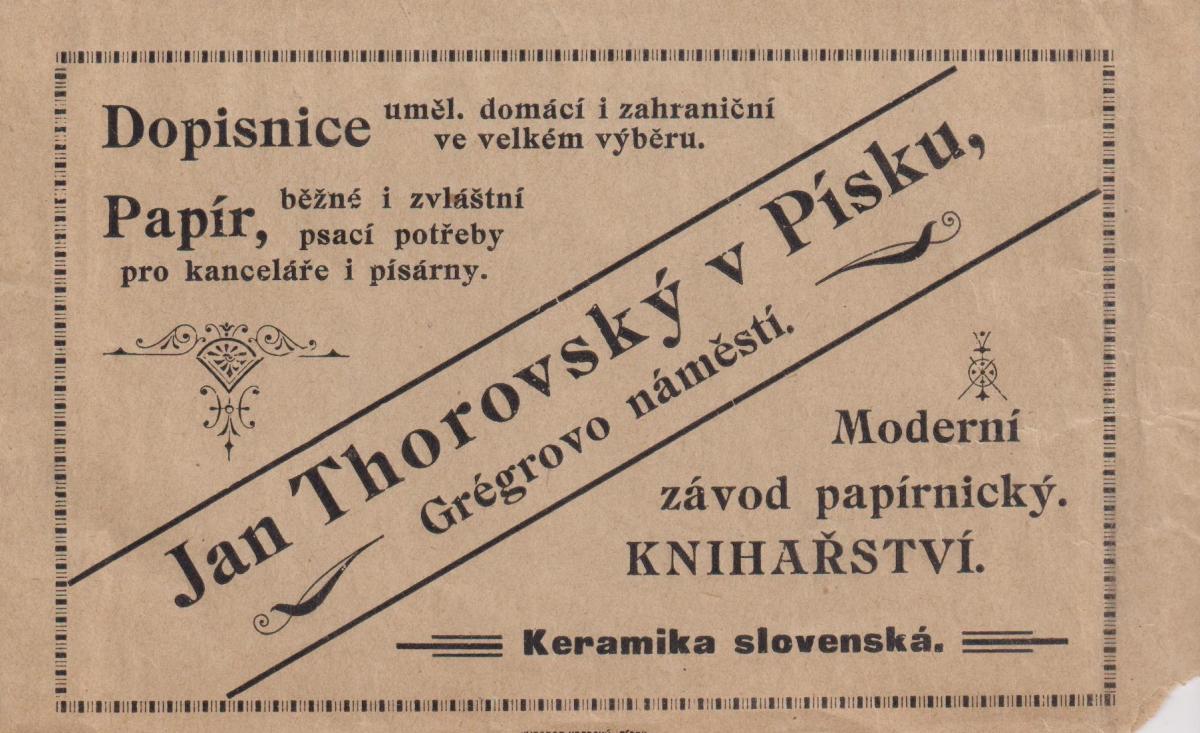 Dopisnice uměl. domácí i zahraniční
ve velkém výběru.
Papír, běžné i zvláštní
psací potřeby
pro kanceláře i písárny.
Jan Thorovský v Písku,
Grégrovo náměstí.
Moderní
závod papírnický.
KNIHAŘSTVÍ.
Keramika slovenská.